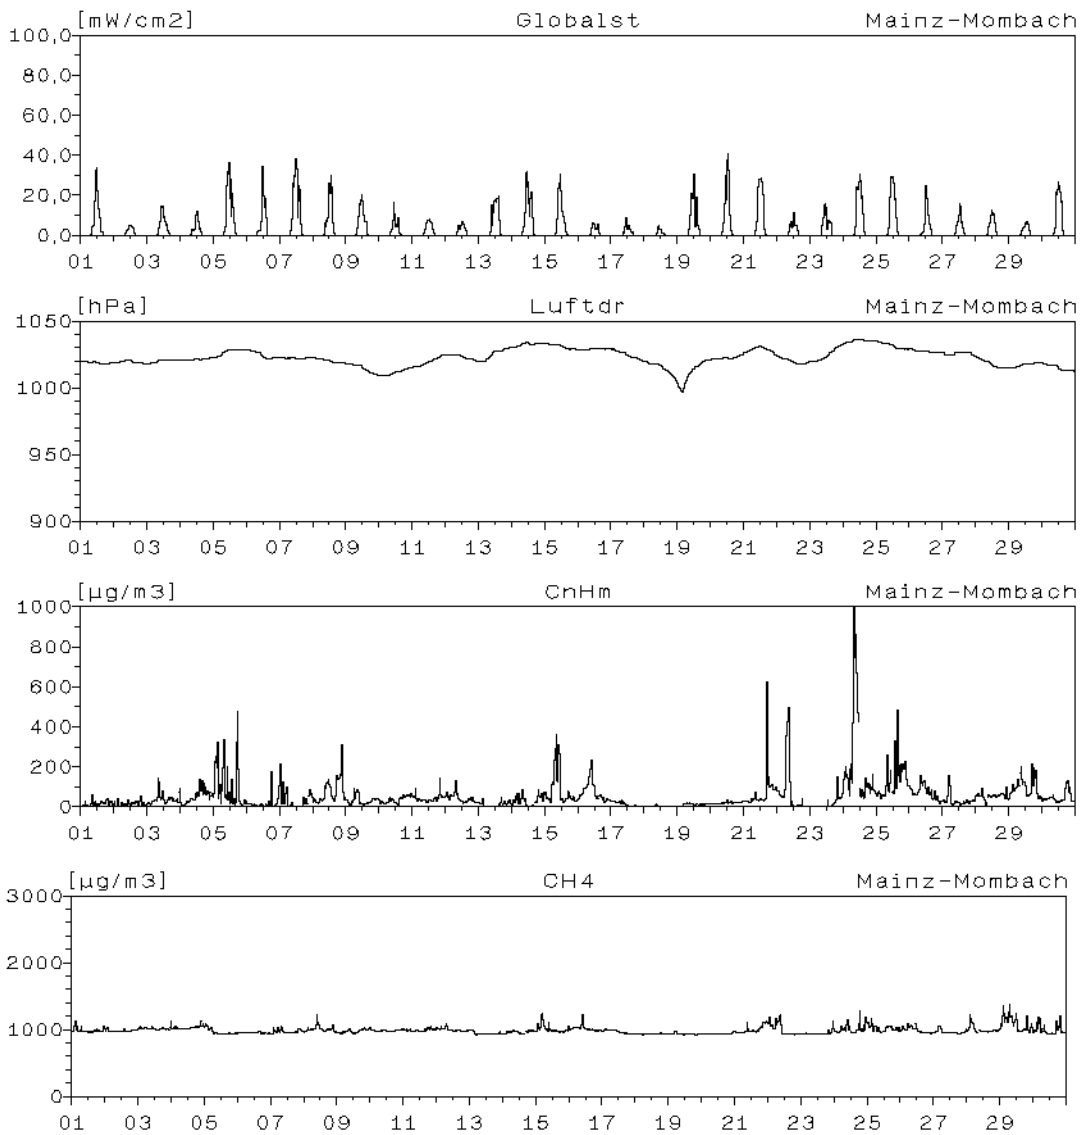 [mW/cm2] Globalst Mainz-Mombach
100,0
80,0
60,0
40,0
20,0
0,0
01 03 05 07 09 11 13 15 17 19 21 23 25 27 29
[hPa] Luftdr Mainz-Mombach
1050
1000
950
900
01 03 05 07 09 11 13 15 17 19 21 23 25 27 29
[µg/m3] CnHm Mainz-Mombach
1000
800
600
400
200
0
01 03 05 07 09 11 13 15 17 19 21 23 25 27 29
[µg/m3] CH4 Mainz-Mombach
3000
2000
1000
0
01 03 05 07 09 11 13 15 17 19 21 23 25 27 29